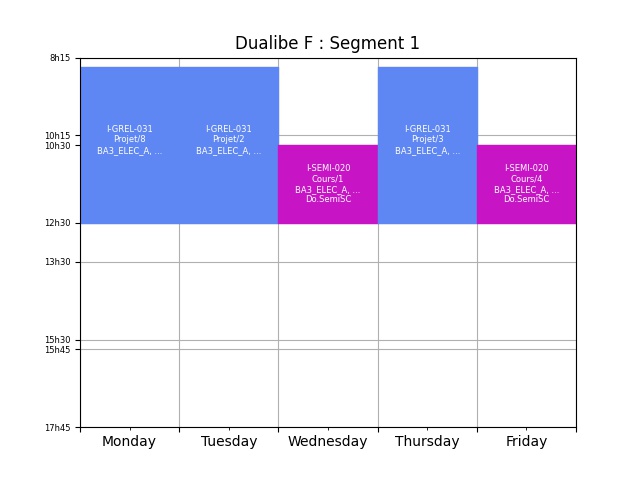 Dualibe F : Segment 1
8h15
10h15
10h30
12h30
13h30
15h30
15h45
17h45
I-GREL-031
Projet/8
BA3_ELEC_A, ...
I-GREL-031
Projet/2
BA3_ELEC_A, ...
I-SEMI-020
Cours/1
BA3_ELEC_A, ...
Do.SemiSC
I-GREL-031
Projet/3
BA3_ELEC_A, ...
I-SEMI-020
Cours/4
BA3_ELEC_A, ...
Do.SemiSC
Monday
Tuesday
Wednesday
Thursday
Friday